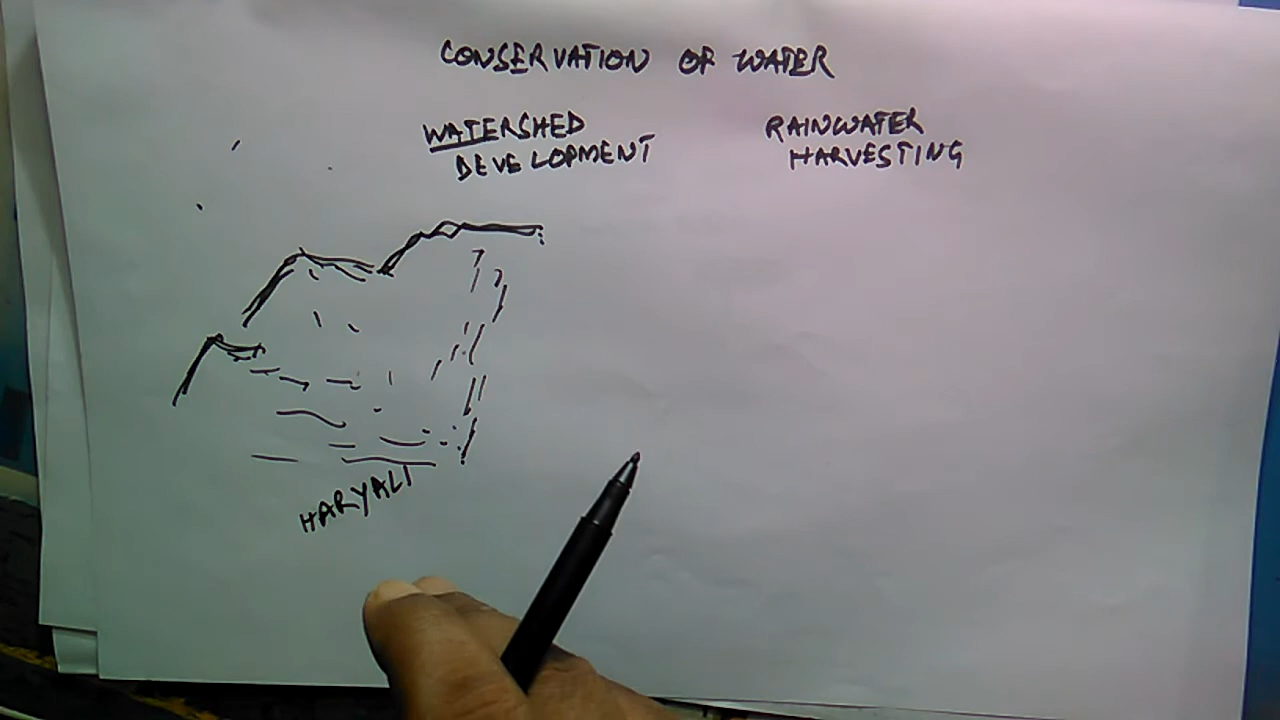 CONSERVATION OF WATER
WATERSHED
DEVELOPMENT
RAINWATER
HARVESTING
HARYALI